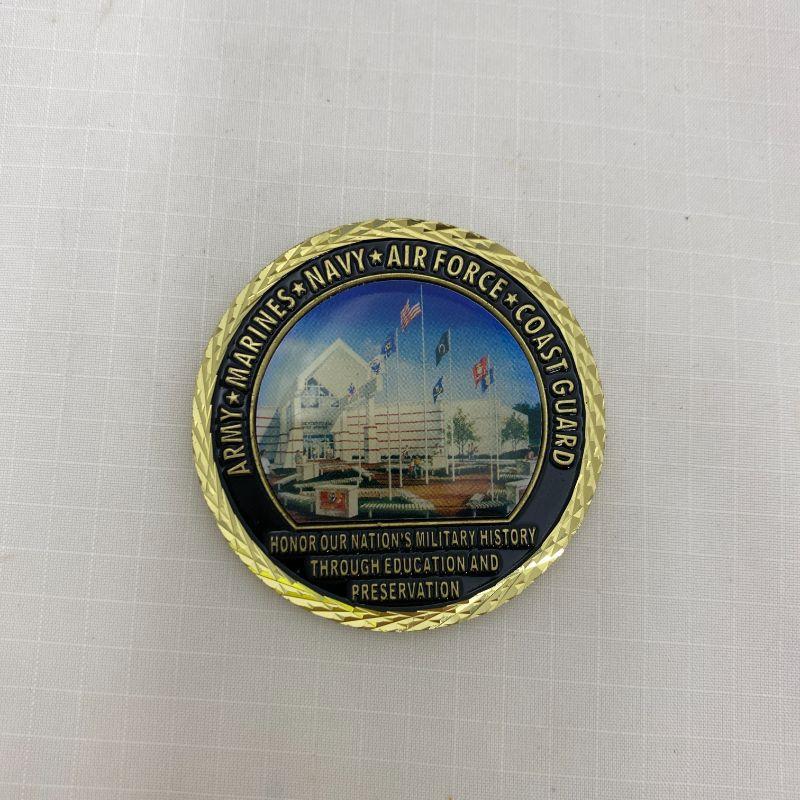 ARMY★MARINES★NAVY★AIR FORCE★COAST GUARD
HONOR OUR NATION'S MILITARY HISTORY
THROUGH EDUCATION AND
PRESERVATION